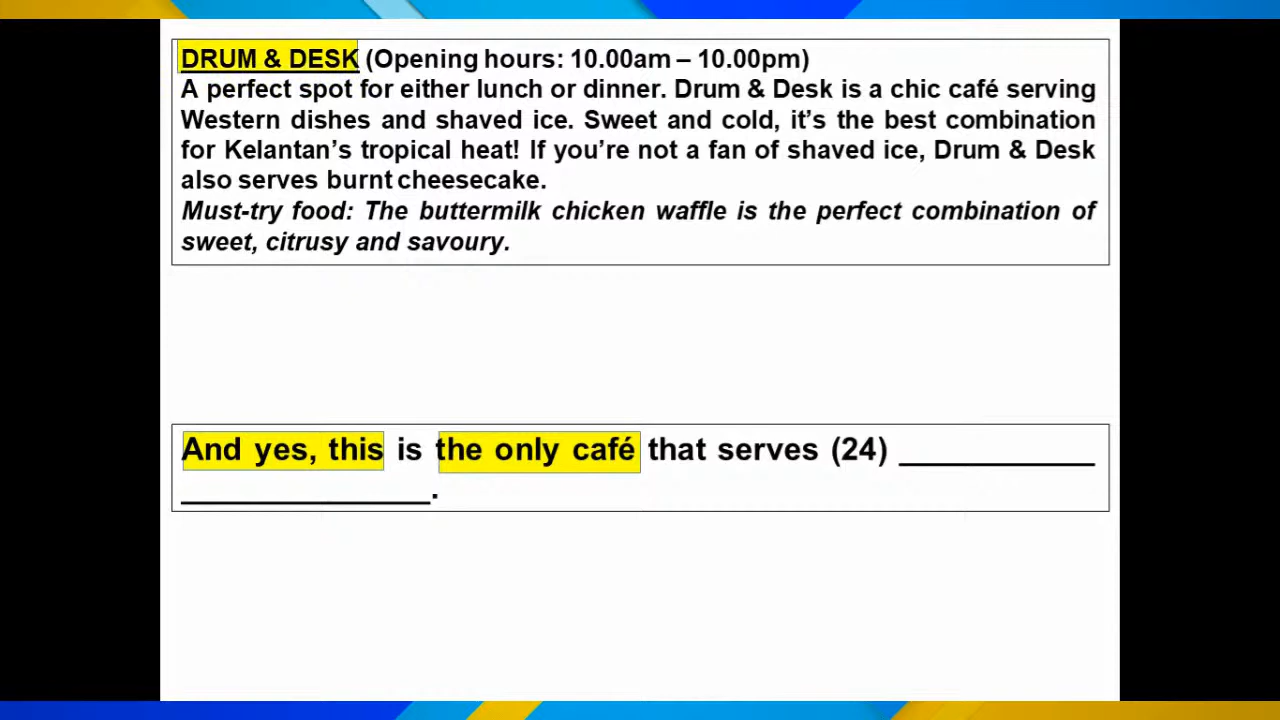 DRUM & DESK (Opening hours: 10.00am – 10.00pm)
A perfect spot for either lunch or dinner. Drum & Desk is a chic café serving
Western dishes and shaved ice. Sweet and cold, it’s the best combination
for Kelantan’s tropical heat! If you’re not a fan of shaved ice, Drum & Desk
also serves burnt cheesecake.
Must-try food: The buttermilk chicken waffle is the perfect combination of
sweet, citrusy and savoury.
And yes, this is the only café that serves (24) ____________
_______________.